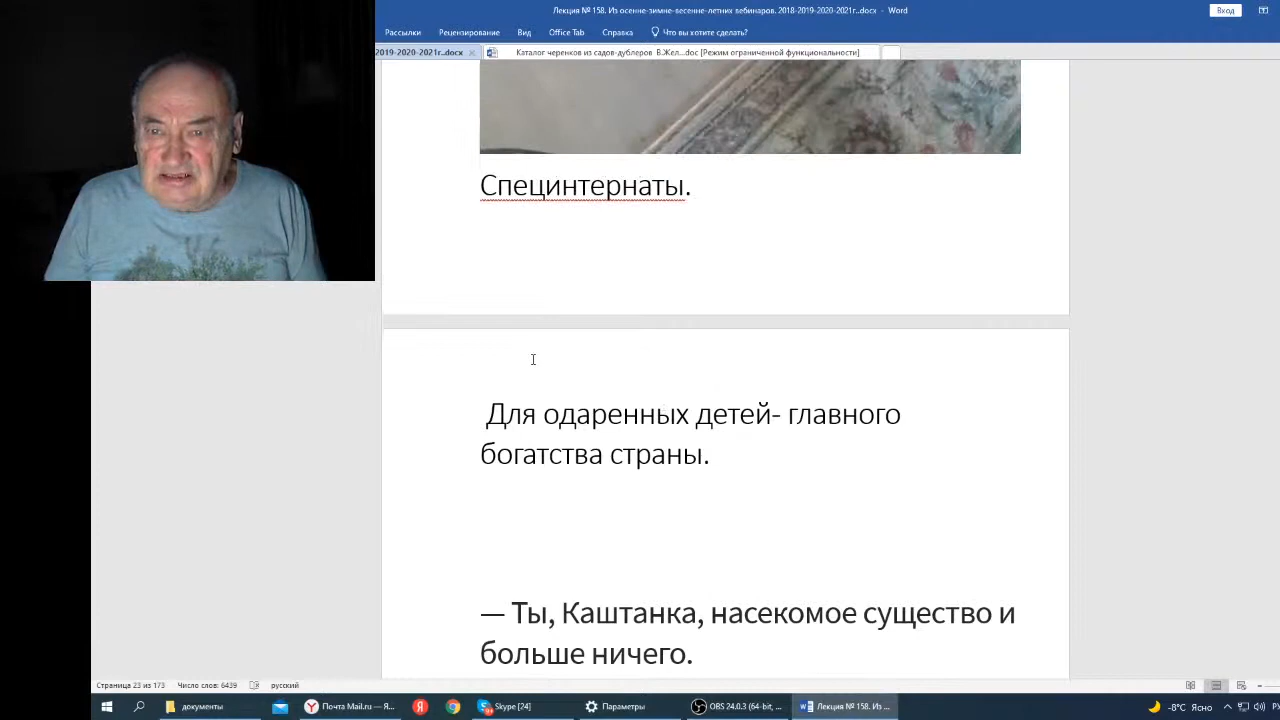 Лекция № 158. Из осенне-зимне-весенне-летних вебинаров. 2018-2019-2020-2021г..docx - Word
Вход
Рассылки Рецензирование Вид Office Tab Справка Что вы хотите сделать?
2019-2020-2021г..docx Каталог черенков из садов-дублеров В.Жел...doc [Режим ограниченной функциональности]
Специнтернаты.
Для одаренных детей- главного
богатства страны.
— Ты, Каштанка, насекомое существо и
больше ничего.
Страница 23 из 173 Число слов: 6439 русский
документы Почта Mail.ru — Я... Skype [24] Параметры OBS 24.0.3 (64-bit, ... Лекция № 158. Из ... -8°C Ясно